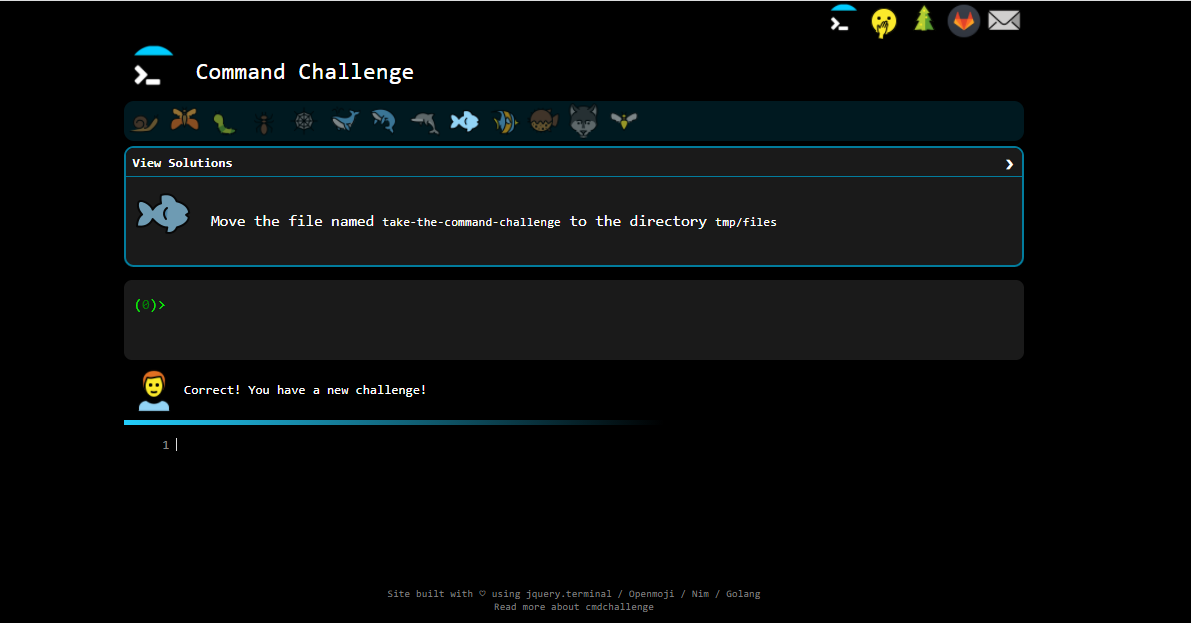 Command Challenge
View Solutions
Move the file named take-the-command-challenge to the directory tmp/files
(0)>
Correct! You have a new challenge!
1
Site built with ♡ using jquery.terminal / Openmoji / Nim / Golang
Read more about cmdchallenge